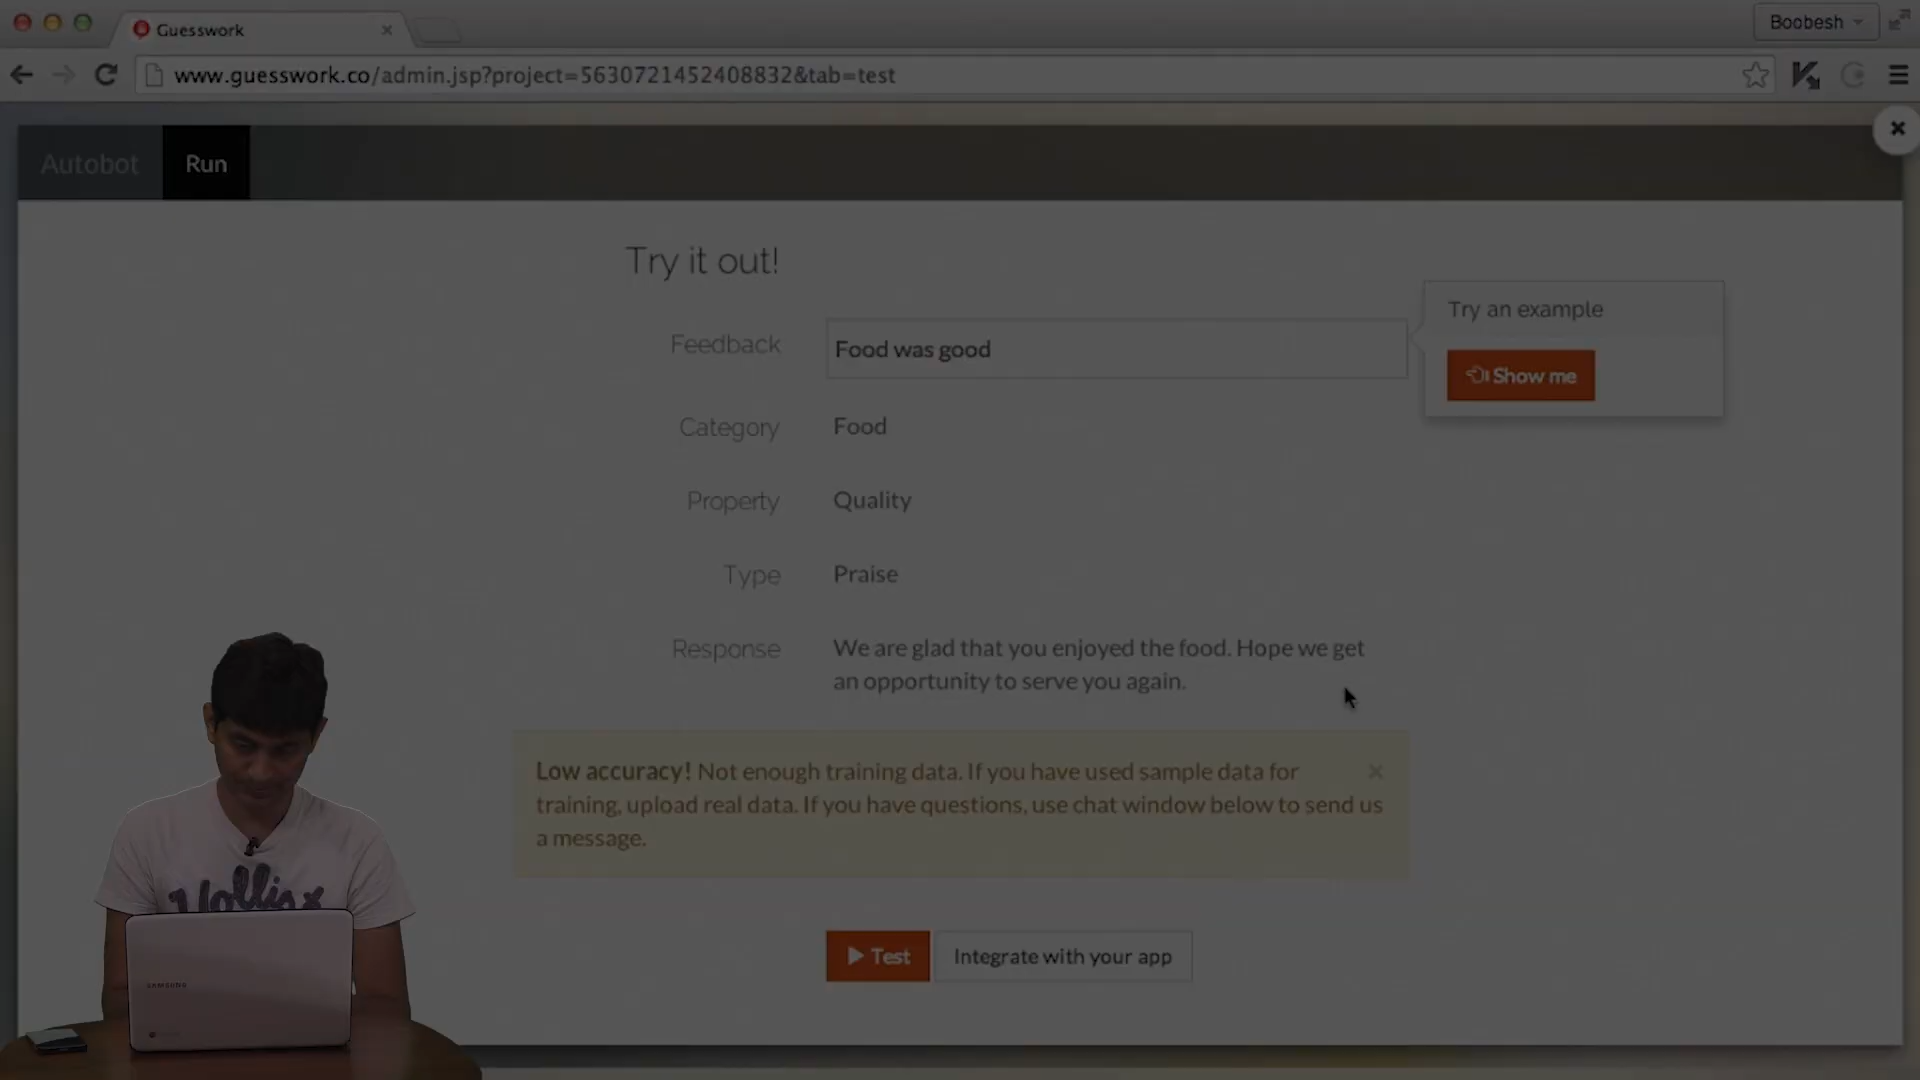 Guesswork
Boobesh
www.guesswork.co/admin.jsp?project=5630721452408832&tab=test
Autobot
Run
Try it out!
Feedback
Food was good
Try an example
Show me
Category
Food
Property
Quality
Type
Praise
Response
We are glad that you enjoyed the food. Hope we get
an opportunity to serve you again.
Low accuracy! Not enough training data. If you have used sample data for
training, upload real data. If you have questions, use chat window below to send us
a message.
Test
Integrate with your app
SAMSUNG